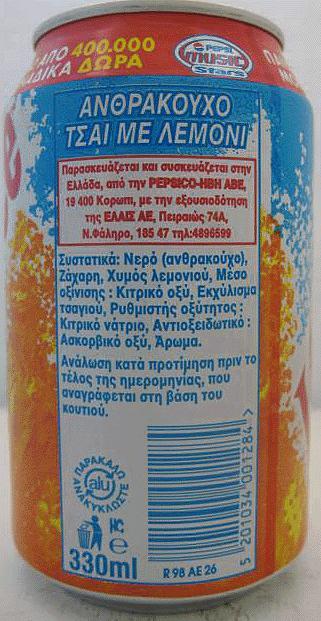 ΑΠΟ 400.000
ΔΩΡΑ
PEPSI
MUSIC
Stars
ΑΝΘΡΑΚΟΥΧΟ
ΤΣΑΙ ΜΕ ΛΕΜΟΝΙ
Παρασκευάζεται και συσκευάζεται στην
Ελλάδα, από την PEPSICO-HBH ABE,
19 400 Κορωπι, με την εξουσιοδότηση
της ΕΛΑΙΣ ΑΕ, Πειραιώς 74Α,
Ν.Φάληρο, 185 47 τηλ:4896599
Συστατικά: Νερό (ανθρακούχο),
Ζάχαρη, Χυμός λεμονιού, Μέσο
οξίνισης : Κιτρικό οξύ, Εκχύλισμα
τσαγιού, Ρυθμιστής οξύτητος :
Κιτρικό νάτριο, Αντιοξειδωτικό :
Ασκορβικό οξύ, Άρωμα.
Ανάλωση κατά προτίμηση πριν το
τέλος της ημερομηνίας, που
αναγράφεται στη βάση του
κουτιού.
ΠΑΡΑΚΑΛΩ
ΑΝΑΚΥΚΛΩΣΤΕ
alu
HC
e
330ml
R 98 AE 26
5 201034 001284 >